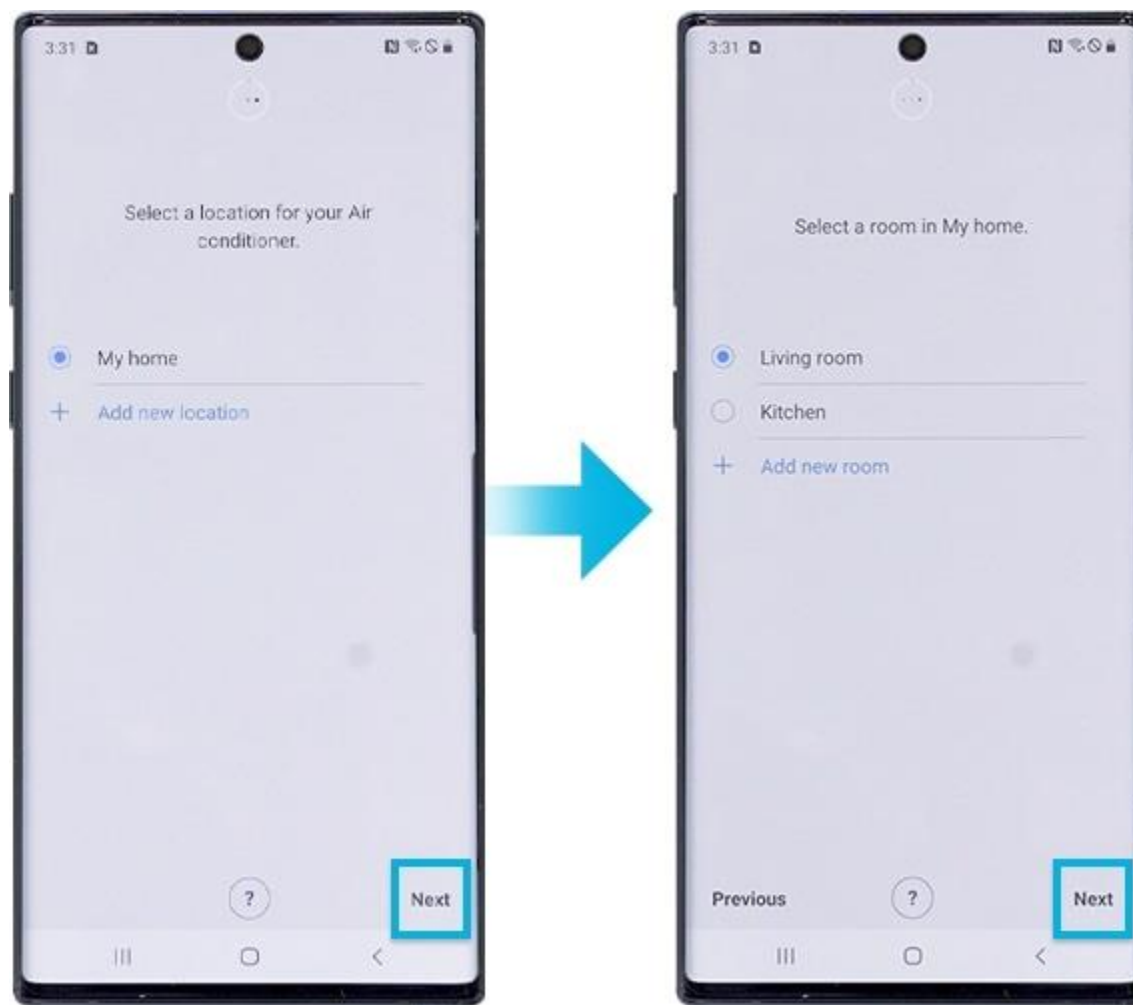 3:31
Select a location for your Air
conditioner.
My home
+ Add new location
?
Next
3:31
Select a room in My home.
Living room
Kitchen
+ Add new room
Previous
?
Next